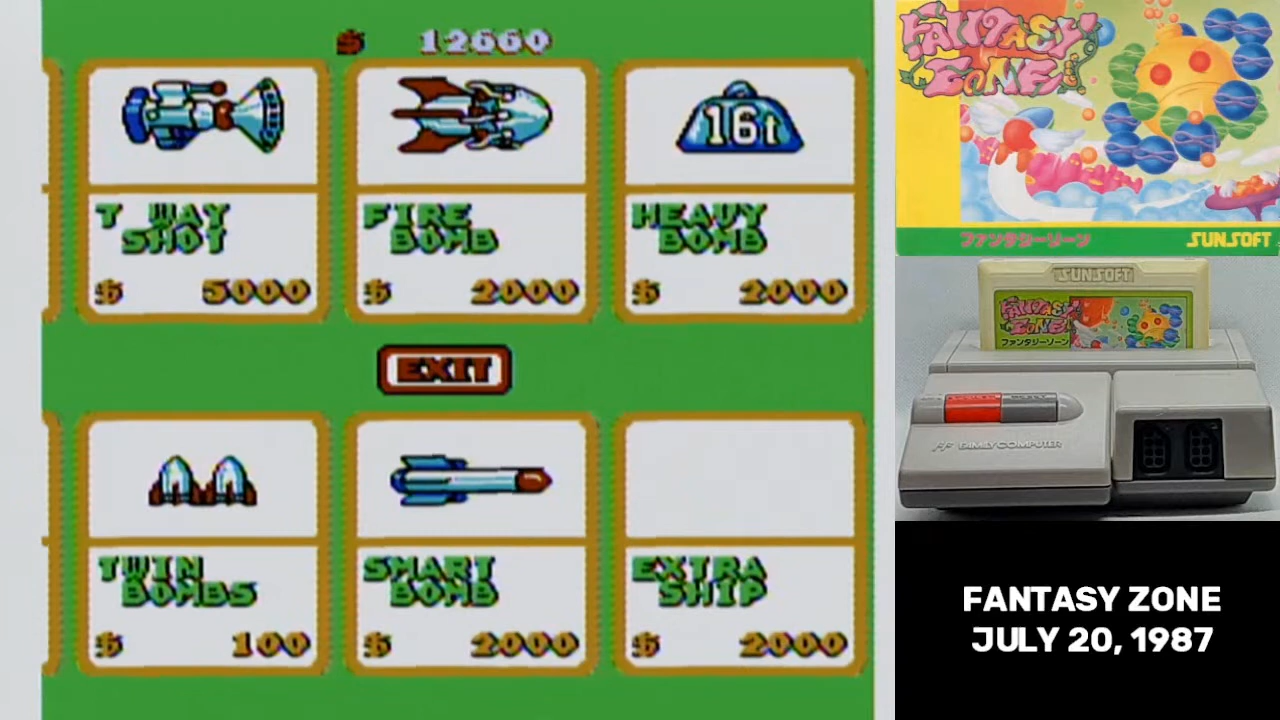 $ 12660
7 WAY
SHOT
$ 5000
FIRE
BOMB
$ 2000
16t
HEAVY
BOMB
$ 2000
EXIT
TWIN
BOMBS
$ 100
SMART
BOMB
$ 2000
EXTRA
SHIP
$ 2000
FANTASY
ZONE
ファンタジーゾーン
SUNSOFT
SUNSOFT
FANTASY
ZONE
ファンタジーゾーン
FAMILY COMPUTER
FANTASY ZONE
JULY 20, 1987